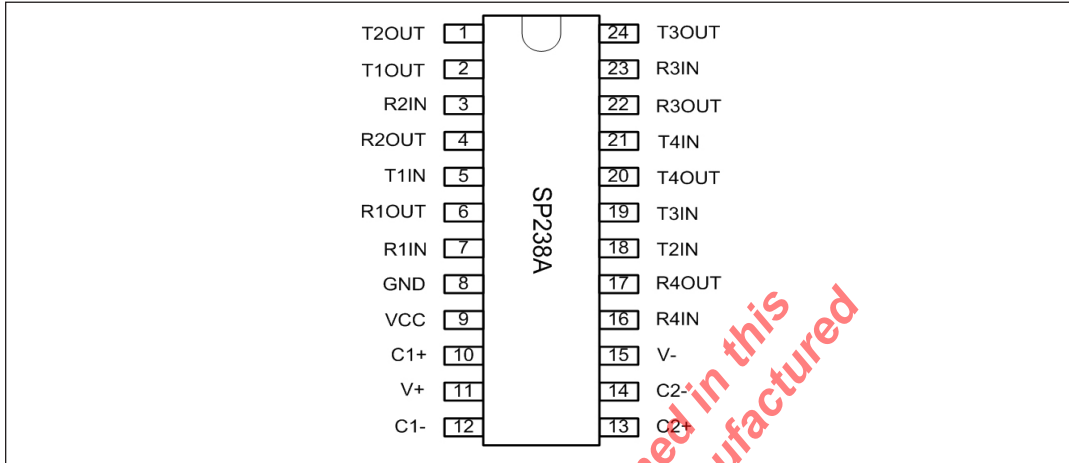 T2OUT 1
T1OUT 2
R2IN 3
R2OUT 4
T1IN 5
R1OUT 6
R1IN 7
GND 8
VCC 9
C1+ 10
V+ 11
C1- 12
SP238A
24 T3OUT
23 R3IN
22 R3OUT
21 T4IN
20 T4OUT
19 T3IN
18 T2IN
17 R4OUT
16 R4IN
15 V-
14 C2-
13 C2+
in this